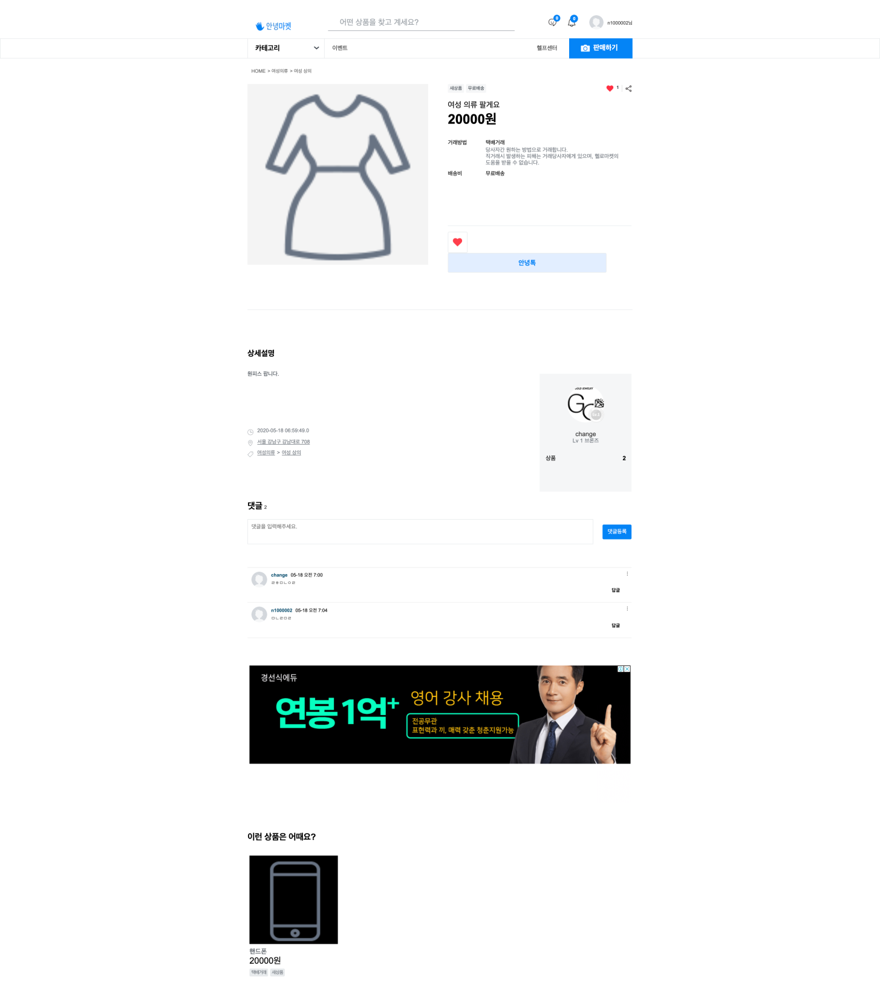 안녕마켓
어떤 상품을 찾고 계세요?
0
0
n1000002님
카테고리
이벤트
헬프센터
판매하기
HOME > 여성의류 > 여성 상의
새상품 무료배송
1
여성 의류 팔게요
20000원
거래방법 택배거래
당사자간 원하는 방법으로 거래합니다.
직거래시 발생하는 피해는 거래당사자에게 있으며, 헬로마켓의
도움을 받을 수 없습니다.
배송비 무료배송
안녕톡
상세설명
원피스 팝니다.
GOLD JEWELRY
GC
Lv.1
change
Lv 1 브론즈
상품 2
2020-05-18 06:59:49.0
서울 강남구 강남대로 708
여성의류 > 여성 상의
댓글 2
댓글을 입력해주세요.
댓글등록
change 05-18 오전 7:00
ㄹㅎㅁㄴㅇㄹ
답글
n1000002 05-18 오전 7:04
ㅁㄴㄹㅁㄹ
답글
경선식에듀
연봉 1억+
영어 강사 채용
전공무관
표현력과 끼, 매력 갖춘 청춘지원가능
이런 상품은 어때요?
핸드폰
20000원
택배거래 새상품